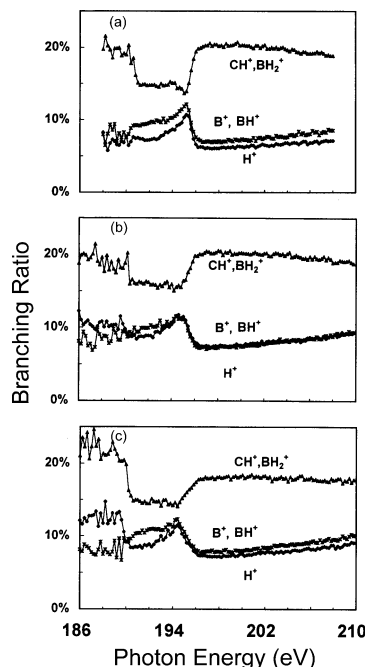 (a)
20%
CH+,BH2+
B+, BH+
10%
H+
0%
(b)
20%
CH+,BH2+
B+, BH+
10%
H+
0%
(c)
20%
CH+,BH2+
B+, BH+
10%
H+
0%
Branching Ratio
186 194 202 210
Photon Energy (eV)